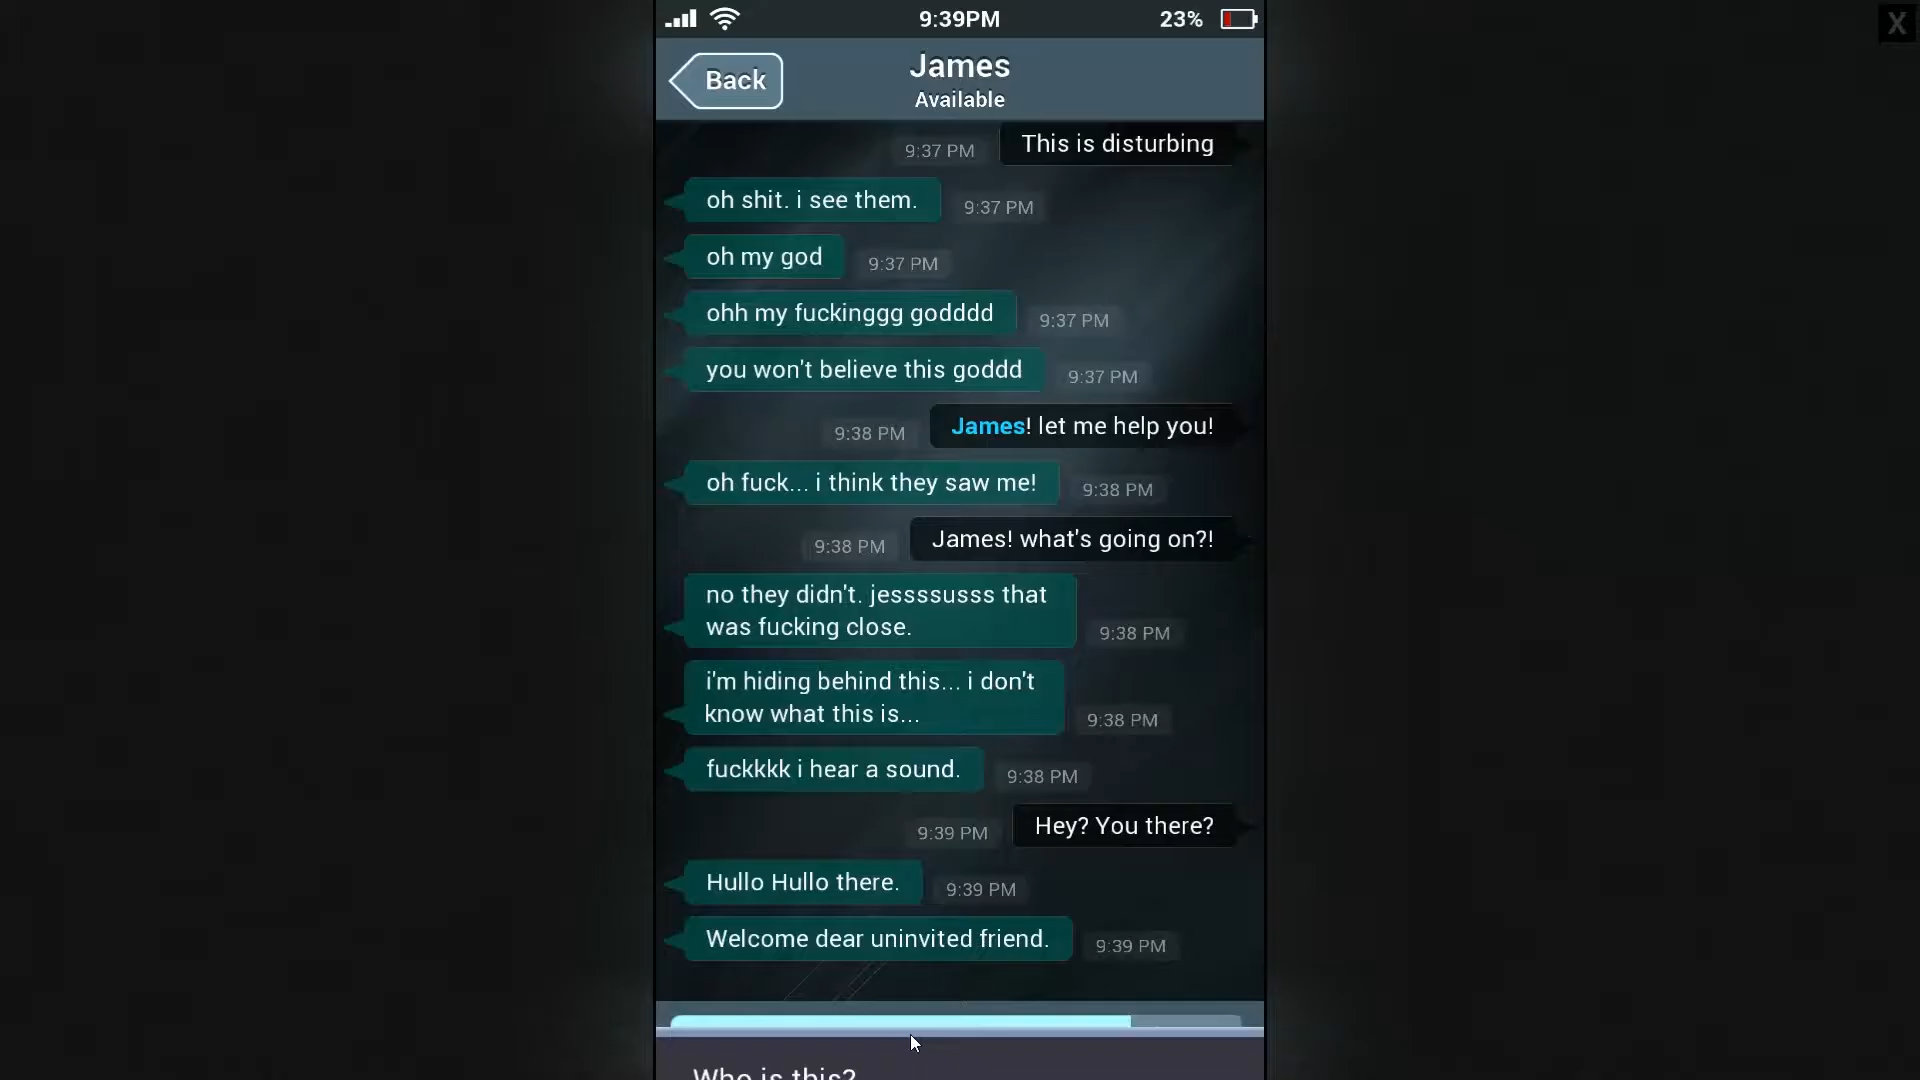 9:39PM
23%
X
Back
James
Available
This is disturbing
9:37 PM
oh shit. i see them.
9:37 PM
oh my god
9:37 PM
ohh my fuckinggg godddd
9:37 PM
you won't believe this goddd
9:37 PM
James! let me help you!
9:38 PM
oh fuck... i think they saw me!
9:38 PM
James! what's going on?!
9:38 PM
no they didn't. jessssusss that
was fucking close.
9:38 PM
i'm hiding behind this... i don't
know what this is...
9:38 PM
fuckkkk i hear a sound.
9:38 PM
Hey? You there?
9:39 PM
Hullo Hullo there.
9:39 PM
Welcome dear uninvited friend.
9:39 PM
Who is this?